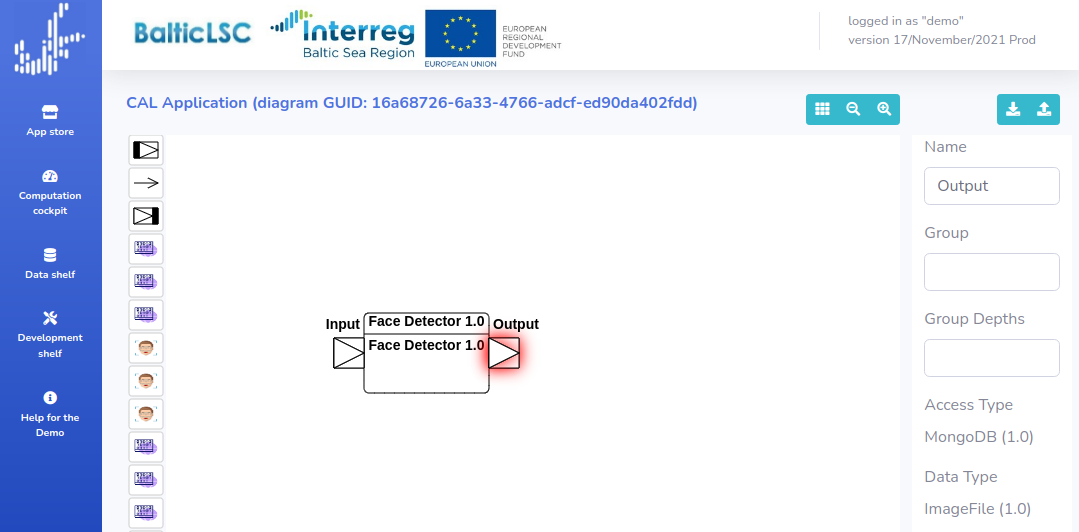 BalticLSC
Interreg
Baltic Sea Region
EUROPEAN UNION
EUROPEAN
REGIONAL
DEVELOPMENT
FUND
logged in as "demo"
version 17/November/2021 Prod
App store
Computation
cockpit
Data shelf
Development
shelf
Help for the
Demo
CAL Application (diagram GUID: 16a68726-6a33-4766-adcf-ed90da402fdd)
Input
Face Detector 1.0
Output
Face Detector 1.0
Name
Output
Group
Group Depths
Access Type
MongoDB (1.0)
Data Type
ImageFile (1.0)